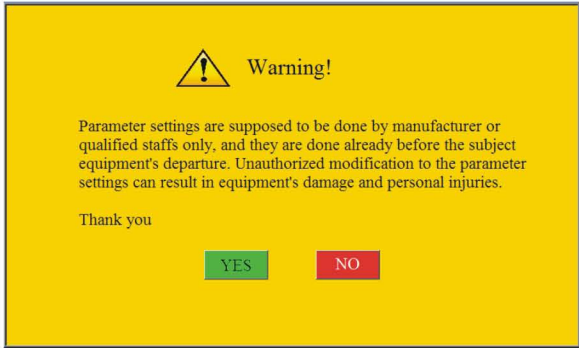 Warning!
Parameter settings are supposed to be done by manufacturer or
qualified staffs only, and they are done already before the subject
equipment's departure. Unauthorized modification to the parameter
settings can result in equipment's damage and personal injuries.
Thank you
YES NO